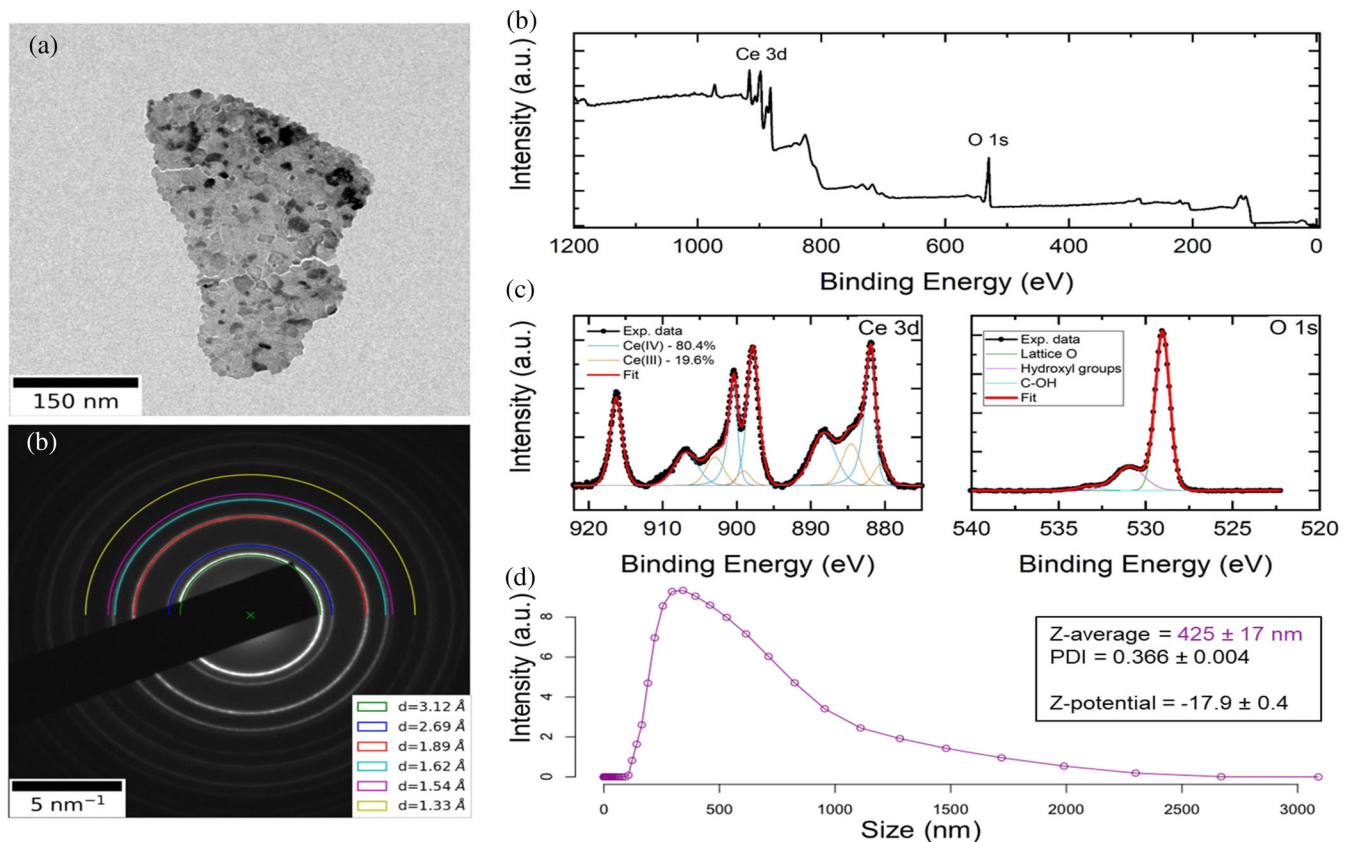 (a)
150 nm
(b)
d=3.12 Å
d=2.69 Å
d=1.89 Å
d=1.62 Å
d=1.54 Å
d=1.33 Å
5 nm⁻¹
(b)
Intensity (a.u.)
Ce 3d
O 1s
1200 1000 800 600 400 200 0
Binding Energy (eV)
(c)
Intensity (a.u.)
Exp. data
Ce(IV) - 80.4%
Ce(III) - 19.6%
Fit
Ce 3d
920 910 900 890 880
Binding Energy (eV)
O 1s
Exp. data
Lattice O
Hydroxyl groups
C-OH
Fit
540 535 530 525 520
Binding Energy (eV)
(d)
Intensity (a.u.)
8
6
4
2
0
Z-average = 425 ± 17 nm
PDI = 0.366 ± 0.004
Z-potential = -17.9 ± 0.4
0 500 1000 1500 2000 2500 3000
Size (nm)